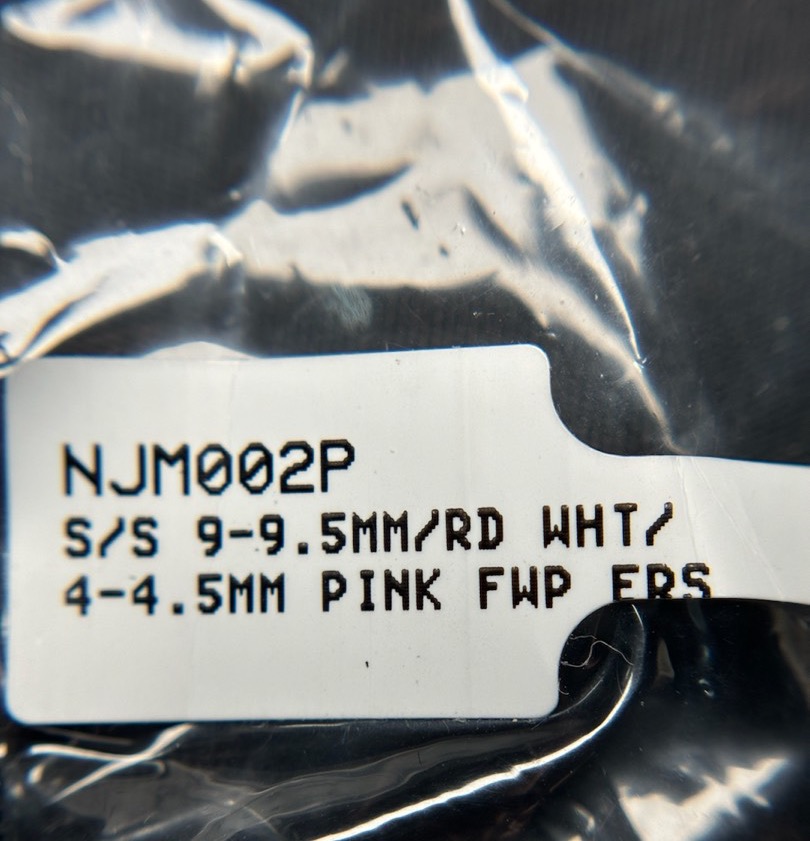 NJM002P
S/S 9-9.5MM/RD WHT/
4-4.5MM PINK FWP ERS